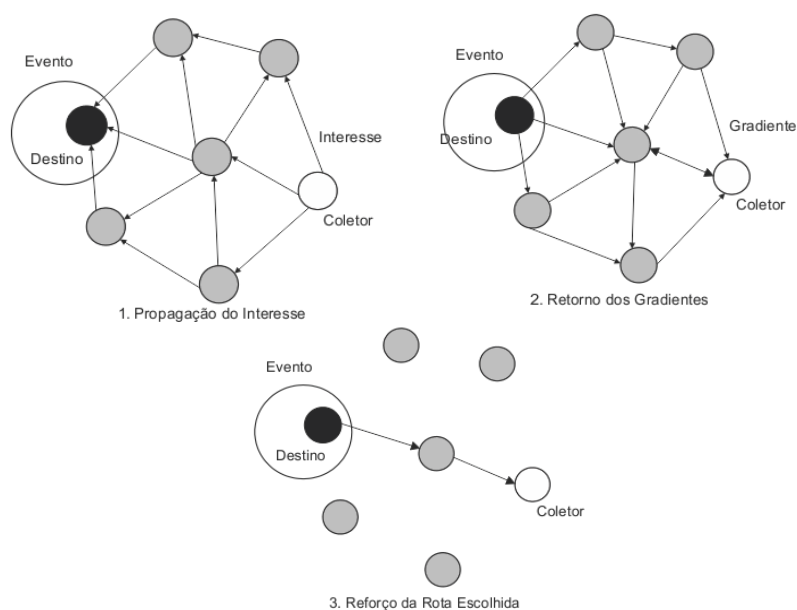 Evento
Destino
Interesse
Coletor
1. Propagação do Interesse
Evento
Destino
Gradiente
Coletor
2. Retorno dos Gradientes
Evento
Destino
Coletor
3. Reforço da Rota Escolhida